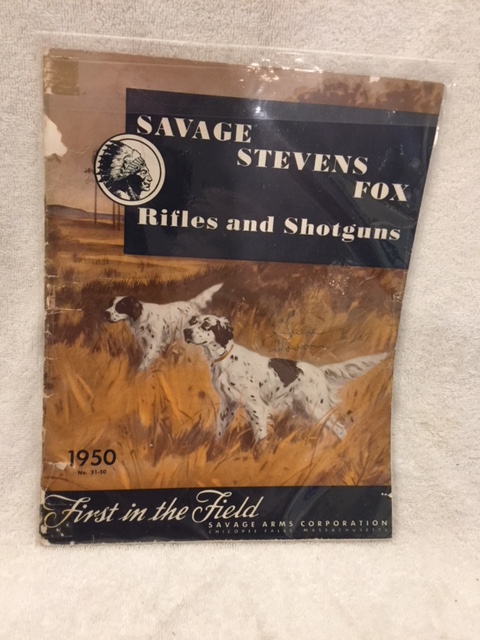 SAVAGE
STEVENS
FOX
Rifles and Shotguns
1950
No. 51-50
First in the Field
SAVAGE ARMS CORPORATION
CHICOPEE FALLS, MASSACHUSETTS